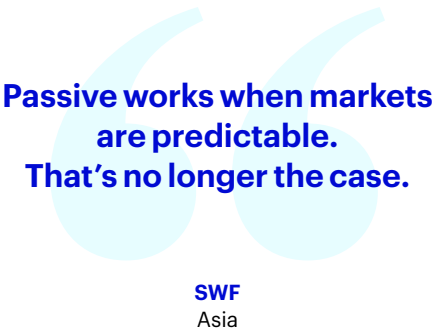 Passive works when markets
are predictable.
That's no longer the case.
SWF
Asia